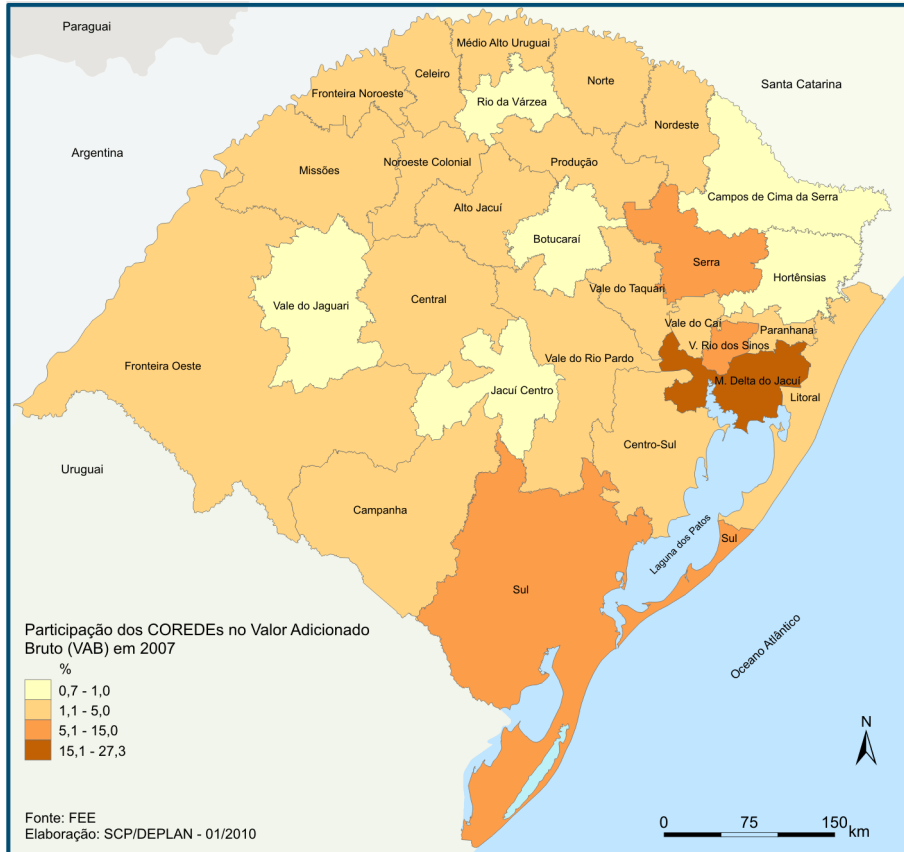 Paraguai
Médio Alto Uruguai
Celeiro
Norte
Santa Catarina
Fronteira Noroeste
Rio da Várzea
Nordeste
Argentina
Noroeste Colonial
Produção
Missões
Campos de Cima da Serra
Alto Jacuí
Botucaraí
Serra
Hortênsias
Vale do Taquari
Central
Vale do Jaguari
Vale do Caí
Paranhana
V. Rio dos Sinos
Vale do Rio Pardo
Fronteira Oeste
M. Delta do Jacuí
Jacuí Centro
Litoral
Centro-Sul
Uruguai
Campanha
Laguna dos Patos
Sul
Sul
Oceano Atlântico
Participação dos COREDEs no Valor Adicionado
Bruto (VAB) em 2007
%
0,7 - 1,0
1,1 - 5,0
5,1 - 15,0
15,1 - 27,3
N
Fonte: FEE
Elaboração: SCP/DEPLAN - 01/2010
0 75 150
km